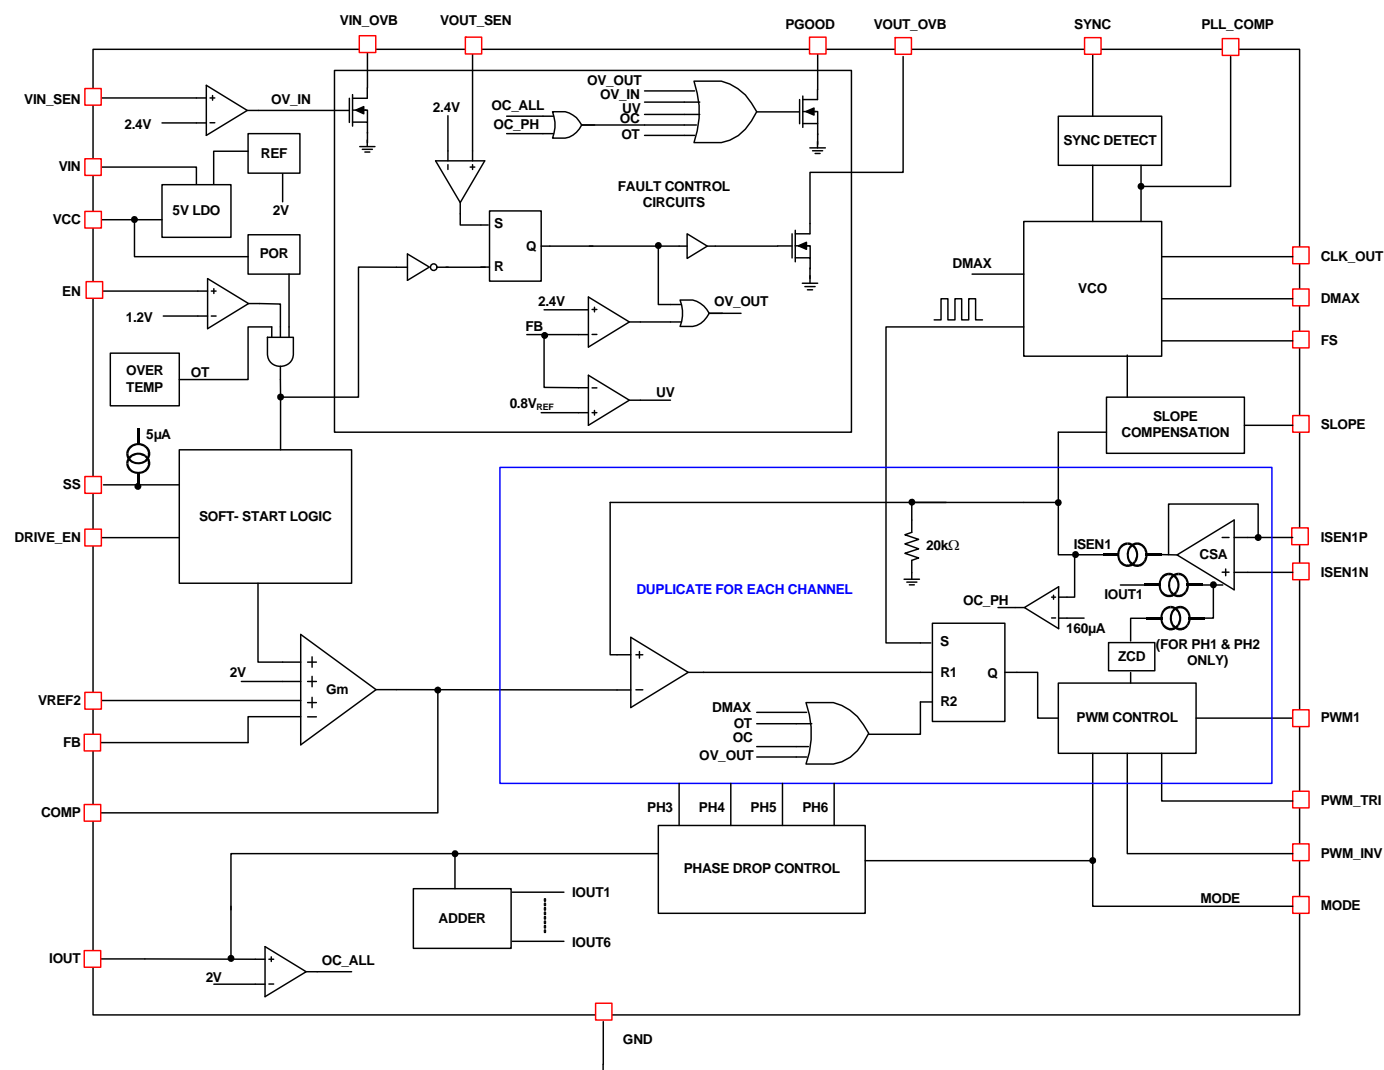 VIN_OVB
VOUT_SEN
PGOOD
VOUT_OVB
SYNC
PLL_COMP
VIN_SEN
+
−
2.4V
OV_IN
VIN
REF
2V
5V LDO
VCC
POR
EN
+
−
1.2V
OVER
TEMP
OT
2.4V
−
+
OC_ALL
OC_PH
OV_OUT
OV_IN
UV
OC
OT
FAULT CONTROL
CIRCUITS
S
R
Q
2.4V
+
FB
−
OV_OUT
−
+
0.8VREF
UV
SYNC DETECT
DMAX
VCO
CLK_OUT
DMAX
FS
SLOPE
COMPENSATION
SLOPE
5µA
SS
SOFT- START LOGIC
DRIVE_EN
20kΩ
DUPLICATE FOR EACH CHANNEL
ISEN1
−
CSA
+
ISEN1P
ISEN1N
IOUT1
OC_PH
+
−
160µA
ZCD
(FOR PH1 & PH2
ONLY)
+
2V
+
+
−
Gm
VREF2
FB
COMP
+
−
S
R1
R2
Q
DMAX
OT
OC
OV_OUT
PWM CONTROL
PWM1
PWM_TRI
PWM_INV
MODE
MODE
PH3
PH4
PH5
PH6
PHASE DROP CONTROL
ADDER
IOUT1
IOUT6
IOUT
+
2V
−
OC_ALL
GND